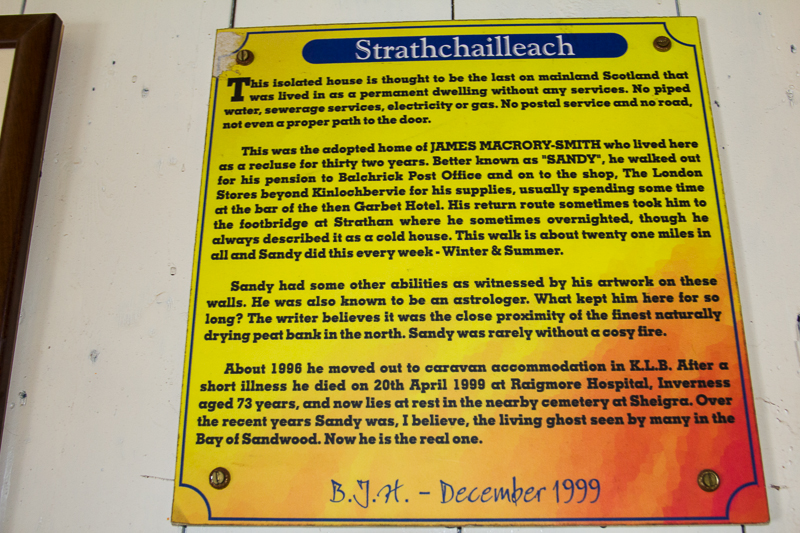 Strathchailleach
This isolated house is thought to be the last on mainland Scotland that
was lived in as a permanent dwelling without any services. No piped
water, sewerage services, electricity or gas. No postal service and no road,
not even a proper path to the door.
This was the adopted home of JAMES MACRORY-SMITH who lived here
as a recluse for thirty two years. Better known as "SANDY", he walked out
for his pension to Balchrick Post Office and on to the shop, The London
Stores beyond Kinlochbervie for his supplies, usually spending some time
at the bar of the then Garbet Hotel. His return route sometimes took him to
the footbridge at Strathan where he sometimes overnighted, though he
always described it as a cold house. This walk is about twenty one miles in
all and Sandy did this every week - Winter & Summer.
Sandy had some other abilities as witnessed by his artwork on these
walls. He was also known to be an astrologer. What kept him here for so
long? The writer believes it was the close proximity of the finest naturally
drying peat bank in the north. Sandy was rarely without a cosy fire.
About 1996 he moved out to caravan accommodation in K.L.B. After a
short illness he died on 20th April 1999 at Raigmore Hospital, Inverness
aged 73 years, and now lies at rest in the nearby cemetery at Sheigra. Over
the recent years Sandy was, I believe, the living ghost seen by many in the
Bay of Sandwood. Now he is the real one.
B.J.H. - December 1999